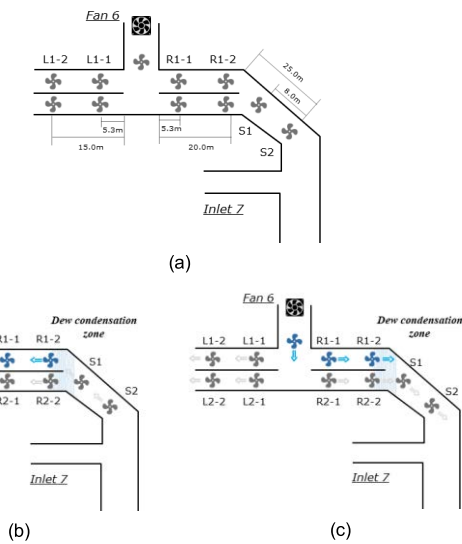 Fan 6
L1-2 L1-1 R1-1 R1-2
25.0m
8.0m
5.3m 5.3m
15.0m 20.0m
S1
S2
Inlet 7
(a)
Dew condensation
zone
R1-1 R1-2
S1
S2
R2-1 R2-2
Inlet 7
(b)
Fan 6
Dew condensation
zone
L1-2 L1-1 R1-1 R1-2
S1
S2
L2-2 L2-1 R2-1 R2-2
Inlet 7
(c)